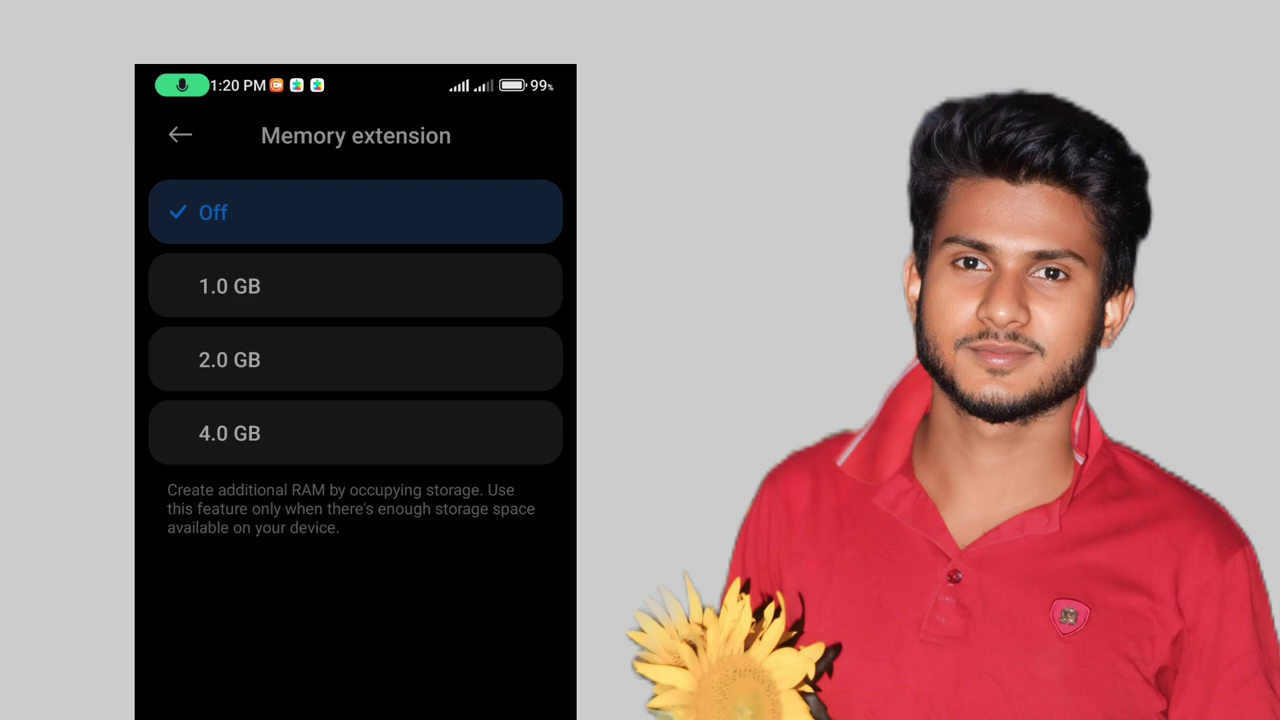 1:20 PM 99%
Memory extension
Off
1.0 GB
2.0 GB
4.0 GB
Create additional RAM by occupying storage. Use
this feature only when there's enough storage space
available on your device.